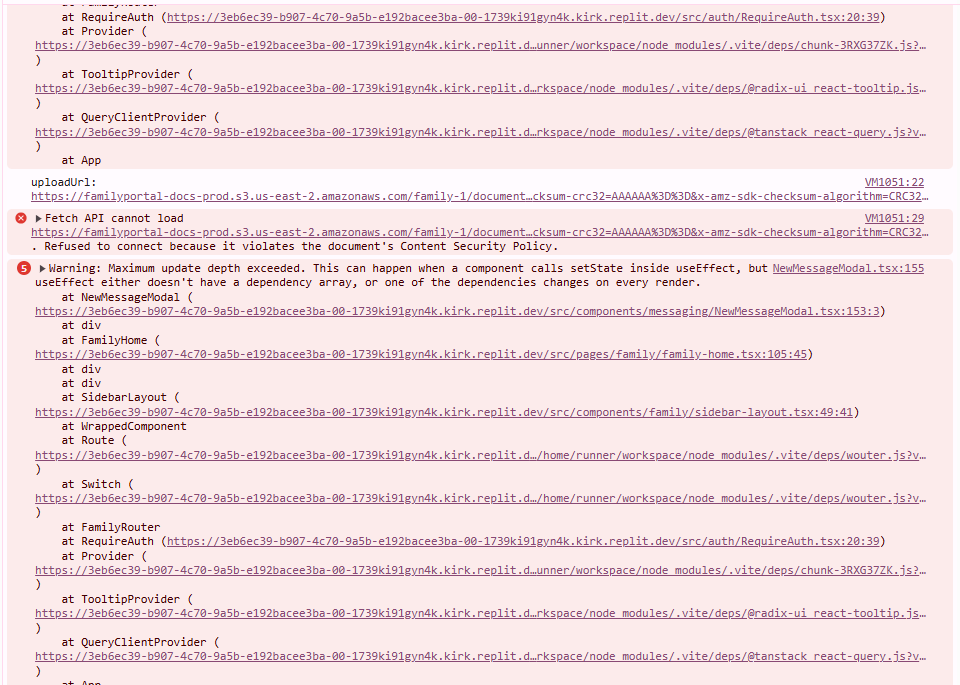 at RequireAuth (https://3eb6ec39-b907-4c70-9a5b-e192bacee3ba-00-1739ki91gyn4k.kirk.replit.dev/src/auth/RequireAuth.tsx:20:39)
at Provider (
https://3eb6ec39-b907-4c70-9a5b-e192bacee3ba-00-1739ki91gyn4k.kirk.replit.d…unner/workspace/node_modules/.vite/deps/chunk-3RXG37ZK.js?…
)
at TooltipProvider (
https://3eb6ec39-b907-4c70-9a5b-e192bacee3ba-00-1739ki91gyn4k.kirk.replit.d…rkspace/node_modules/.vite/deps/@radix-ui_react-tooltip.js…
)
at QueryClientProvider (
https://3eb6ec39-b907-4c70-9a5b-e192bacee3ba-00-1739ki91gyn4k.kirk.replit.d…rkspace/node_modules/.vite/deps/@tanstack_react-query.js?v…
)
at App
uploadUrl: VM1051:22
https://familyportal-docs-prod.s3.us-east-2.amazonaws.com/family-1/document…cksum-crc32=AAAAAA%3D%3D&x-amz-sdk-checksum-algorithm=CRC32…
Fetch API cannot load VM1051:29
https://familyportal-docs-prod.s3.us-east-2.amazonaws.com/family-1/document…cksum-crc32=AAAAAA%3D%3D&x-amz-sdk-checksum-algorithm=CRC32…
. Refused to connect because it violates the document's Content Security Policy.
5 Warning: Maximum update depth exceeded. This can happen when a component calls setState inside useEffect, but NewMessageModal.tsx:155
useEffect either doesn't have a dependency array, or one of the dependencies changes on every render.
at NewMessageModal (
https://3eb6ec39-b907-4c70-9a5b-e192bacee3ba-00-1739ki91gyn4k.kirk.replit.dev/src/components/messaging/NewMessageModal.tsx:153:3)
at div
at FamilyHome (
https://3eb6ec39-b907-4c70-9a5b-e192bacee3ba-00-1739ki91gyn4k.kirk.replit.dev/src/pages/family/family-home.tsx:105:45)
at div
at div
at SidebarLayout (
https://3eb6ec39-b907-4c70-9a5b-e192bacee3ba-00-1739ki91gyn4k.kirk.replit.dev/src/components/family/sidebar-layout.tsx:49:41)
at WrappedComponent
at Route (
https://3eb6ec39-b907-4c70-9a5b-e192bacee3ba-00-1739ki91gyn4k.kirk.replit.d…/home/runner/workspace/node_modules/.vite/deps/wouter.js?v…
)
at Switch (
https://3eb6ec39-b907-4c70-9a5b-e192bacee3ba-00-1739ki91gyn4k.kirk.replit.d…/home/runner/workspace/node_modules/.vite/deps/wouter.js?v…
)
at FamilyRouter
at RequireAuth (https://3eb6ec39-b907-4c70-9a5b-e192bacee3ba-00-1739ki91gyn4k.kirk.replit.dev/src/auth/RequireAuth.tsx:20:39)
at Provider (
https://3eb6ec39-b907-4c70-9a5b-e192bacee3ba-00-1739ki91gyn4k.kirk.replit.d…unner/workspace/node_modules/.vite/deps/chunk-3RXG37ZK.js?…
)
at TooltipProvider (
https://3eb6ec39-b907-4c70-9a5b-e192bacee3ba-00-1739ki91gyn4k.kirk.replit.d…rkspace/node_modules/.vite/deps/@radix-ui_react-tooltip.js…
)
at QueryClientProvider (
https://3eb6ec39-b907-4c70-9a5b-e192bacee3ba-00-1739ki91gyn4k.kirk.replit.d…rkspace/node_modules/.vite/deps/@tanstack_react-query.js?v…
)